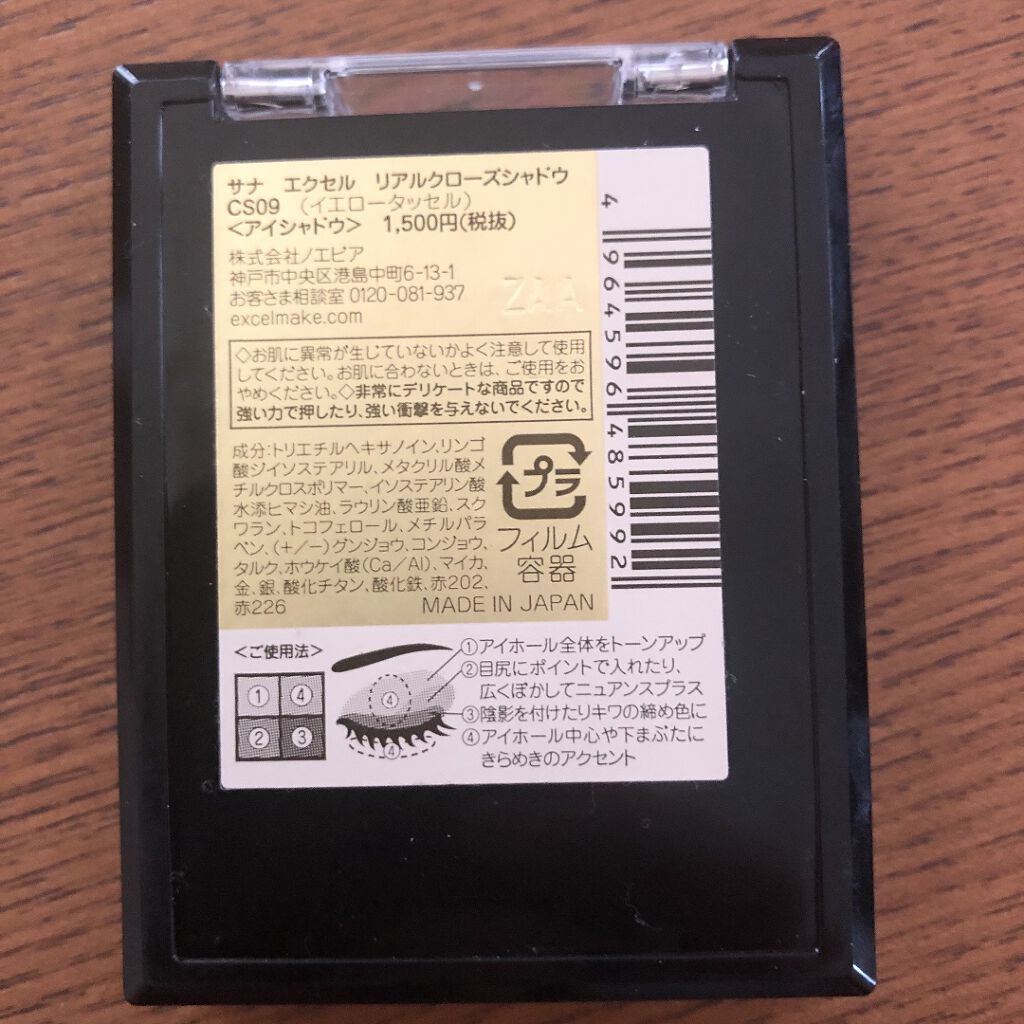 サナ エクセル リアルクローズシャドウ
CS09 (イエロータッセル)
<アイシャドウ> 1,500円(税抜)
株式会社ノエビア
神戸市中央区港島中町6-13-1
お客さま相談室 0120-081-937
excelmake.com
ZAA
◇お肌に異常が生じていないかよく注意して使用
してください。お肌に合わないときは、ご使用をお
やめください。◇非常にデリケートな商品ですので
強い力で押したり、強い衝撃を与えないでください。
成分:トリエチルヘキサノイン、リンゴ
酸ジイソステアリル、メタクリル酸メ
チルクロスポリマー、イソステアリン酸
水添ヒマシ油、ラウリン酸亜鉛、スク
ワラン、トコフェロール、メチルパラ
ベン、(+/−)グンジョウ、コンジョウ、
タルク、ホウケイ酸(Ca/Al)、マイカ、
金、銀、酸化チタン、酸化鉄、赤202、
赤226
プラ
フィルム
容器
MADE IN JAPAN
4 964596 485992
<ご使用法>
① ④
② ③
④
④
①アイホール全体をトーンアップ
②目尻にポイントで入れたり、
広くぼかしてニュアンスプラス
③陰影を付けたりキワの締め色に
④アイホール中心や下まぶたに
きらめきのアクセント